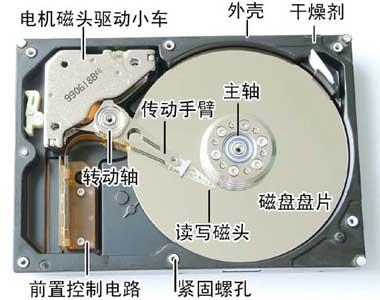 电机磁头驱动小车
外壳
干燥剂
990618B
传动手臂
主轴
转动轴
磁盘盘片
读写磁头
前置控制电路
紧固螺孔